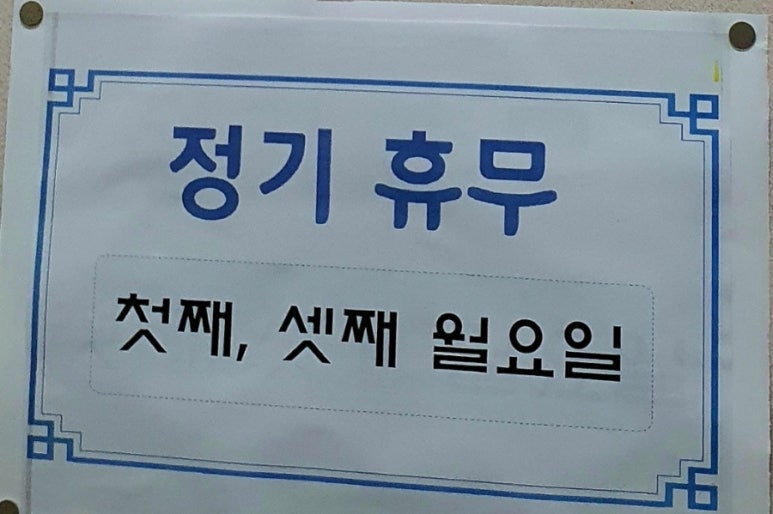 정기 휴무
첫째, 셋째 월요일